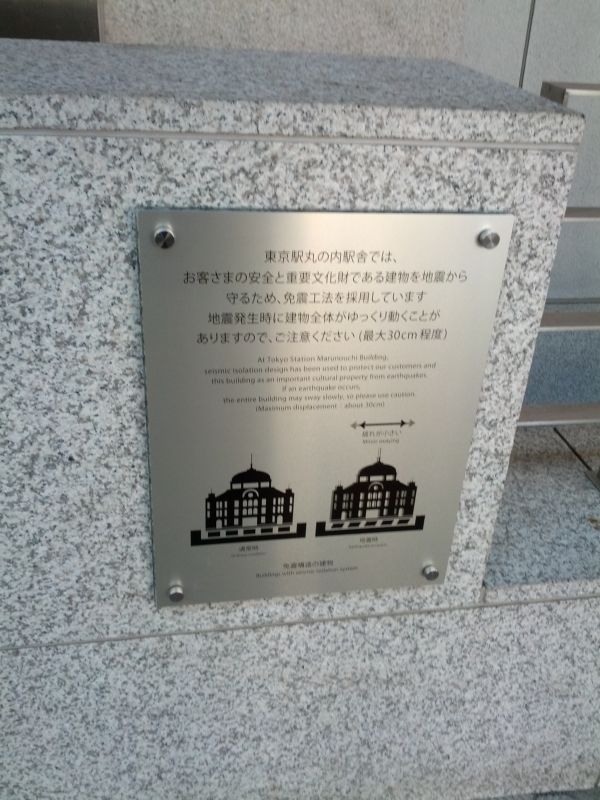 東京駅丸の内駅舎では、
お客さまの安全と重要文化財である建物を地震から
守るため、免震工法を採用しています
地震発生時に建物全体がゆっくり動くことが
ありますので、ご注意ください (最大30cm 程度)
At Tokyo Station Marunouchi Building,
seismic isolation design has been used to protect our customers and
this building as an important cultural property from earthquakes.
If an earthquake occurs,
the entire building may sway slowly, so please use caution.
(Maximum displacement : about 30cm)
揺れが小さい
Minor swaying
通常時
地震時
免震構造の建物
Buildings with seismic isolation system